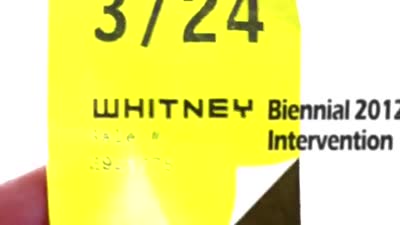 3/24
WHITNEY
Biennial 2012
Intervention